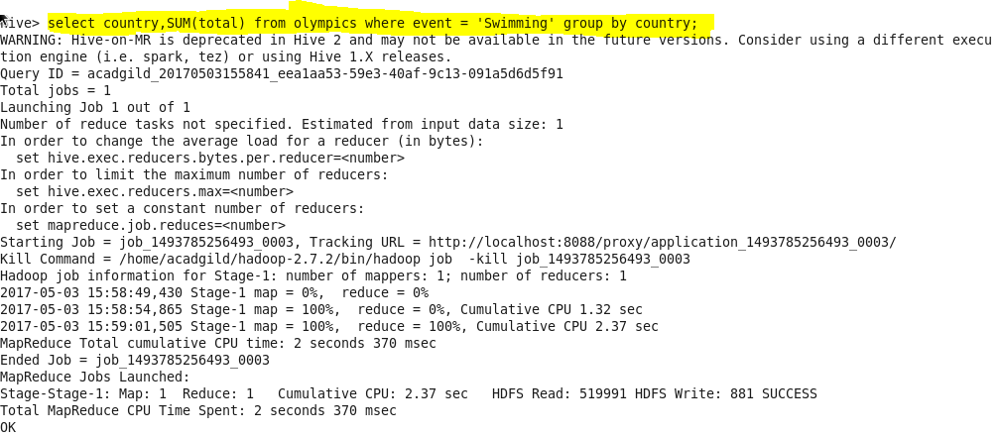 hive> select country,SUM(total) from olympics where event = 'Swimming' group by country;
WARNING: Hive-on-MR is deprecated in Hive 2 and may not be available in the future versions. Consider using a different execu
tion engine (i.e. spark, tez) or using Hive 1.X releases.
Query ID = acadgild_20170503155841_eea1aa53-59e3-40af-9c13-091a5d6d5f91
Total jobs = 1
Launching Job 1 out of 1
Number of reduce tasks not specified. Estimated from input data size: 1
In order to change the average load for a reducer (in bytes):
  set hive.exec.reducers.bytes.per.reducer=<number>
In order to limit the maximum number of reducers:
  set hive.exec.reducers.max=<number>
In order to set a constant number of reducers:
  set mapreduce.job.reduces=<number>
Starting Job = job_1493785256493_0003, Tracking URL = http://localhost:8088/proxy/application_1493785256493_0003/
Kill Command = /home/acadgild/hadoop-2.7.2/bin/hadoop job  -kill job_1493785256493_0003
Hadoop job information for Stage-1: number of mappers: 1; number of reducers: 1
2017-05-03 15:58:49,430 Stage-1 map = 0%,  reduce = 0%
2017-05-03 15:58:54,865 Stage-1 map = 100%,  reduce = 0%, Cumulative CPU 1.32 sec
2017-05-03 15:59:01,505 Stage-1 map = 100%,  reduce = 100%, Cumulative CPU 2.37 sec
MapReduce Total cumulative CPU time: 2 seconds 370 msec
Ended Job = job_1493785256493_0003
MapReduce Jobs Launched:
Stage-Stage-1: Map: 1  Reduce: 1   Cumulative CPU: 2.37 sec   HDFS Read: 519991 HDFS Write: 881 SUCCESS
Total MapReduce CPU Time Spent: 2 seconds 370 msec
OK